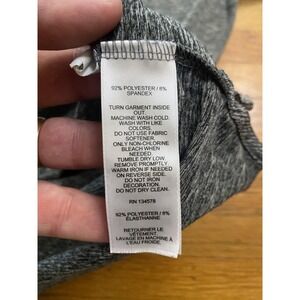 92% POLYESTER / 8%
SPANDEX
TURN GARMENT INSIDE
OUT.
MACHINE WASH COLD.
WASH WITH LIKE
COLORS.
DO NOT USE FABRIC
SOFTENER.
ONLY NON-CHLORINE
BLEACH WHEN
NEEDED.
TUMBLE DRY LOW.
REMOVE PROMPTLY.
WARM IRON IF NEEDED
ON REVERSE SIDE.
DO NOT IRON
DECORATION.
DO NOT DRY CLEAN.
RN 134578
92% POLYESTER / 8%
ÉLASTHANNE
RETOURNER LE
VÊTEMENT.
LAVAGE EN MACHINE À
L'EAU FROIDE